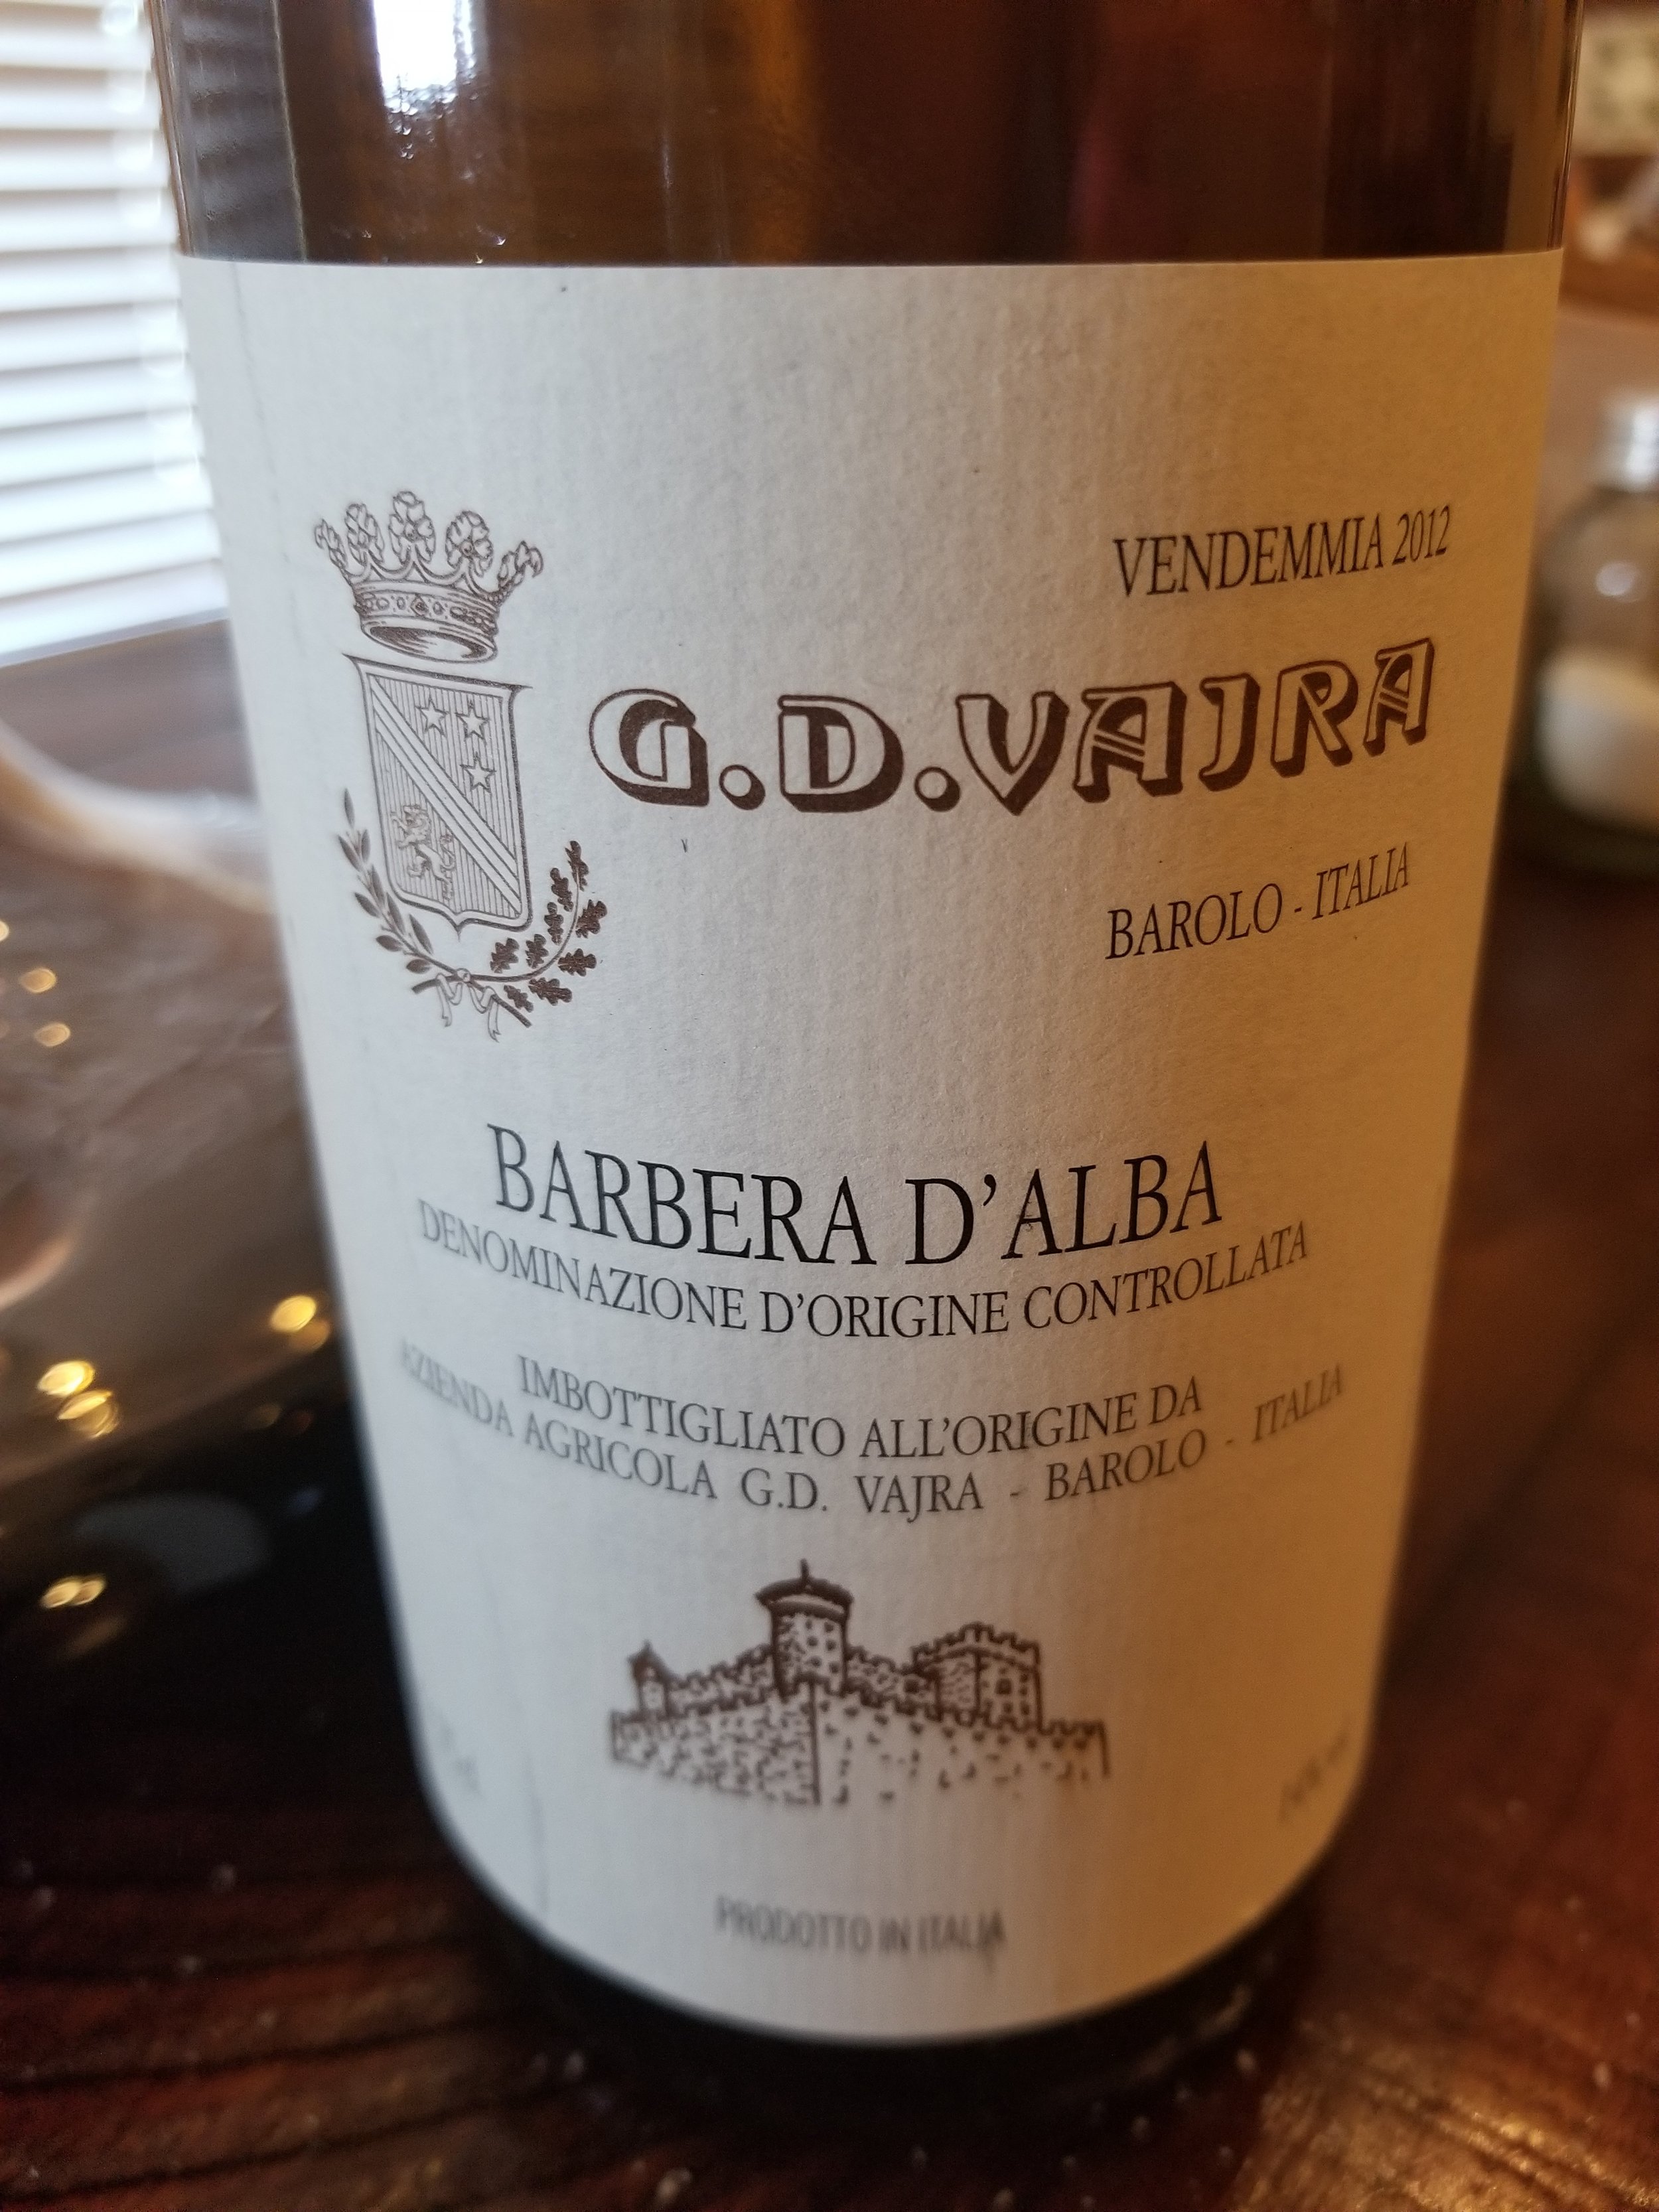 VENDEMMIA 2012
G.D.VAJRA
BAROLO - ITALIA
BARBERA D'ALBA
DENOMINAZIONE D'ORIGINE CONTROLLATA
IMBOTTIGLIATO ALL'ORIGINE DA
AZIENDA AGRICOLA G.D. VAJRA - BAROLO - ITALIA
PRODOTTO IN ITALIA